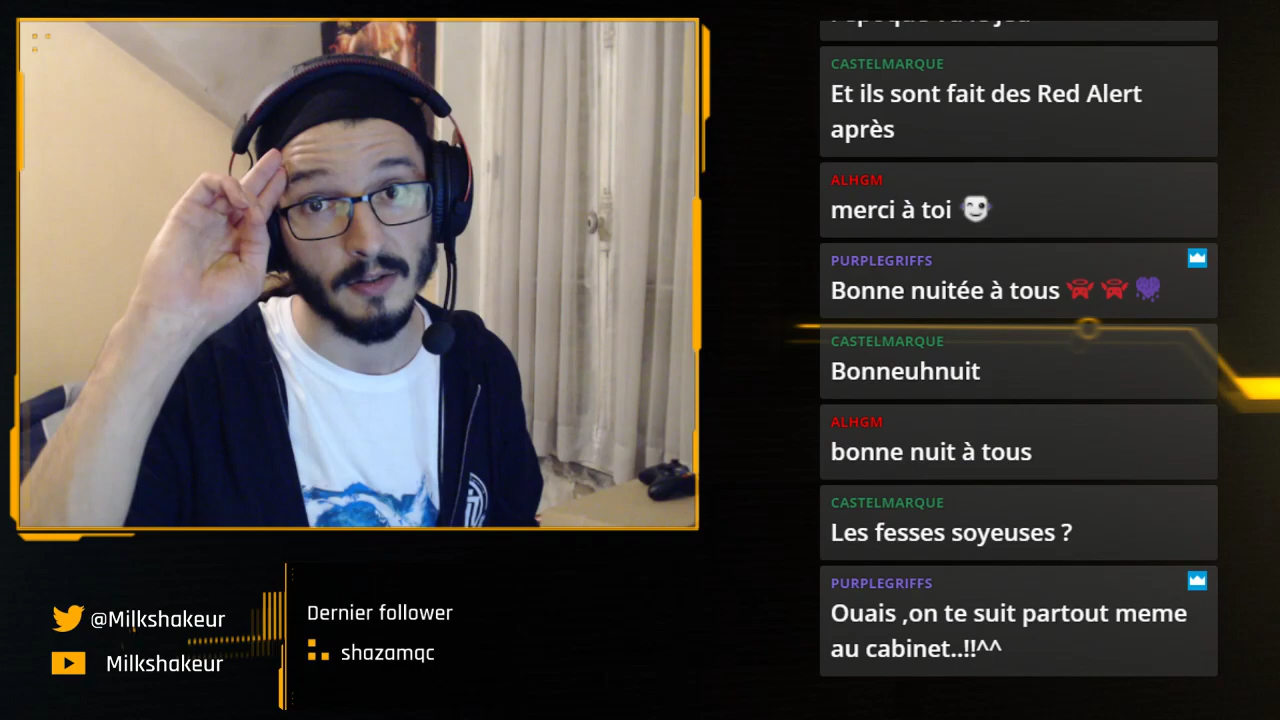 @Milkshakeur
Milkshakeur
Dernier follower
shazamqc
CASTELMARQUE
Et ils sont fait des Red Alert
après
ALHGM
merci à toi
PURPLEGRIFFS
Bonne nuitée à tous
CASTELMARQUE
Bonneuhnuit
ALHGM
bonne nuit à tous
CASTELMARQUE
Les fesses soyeuses ?
PURPLEGRIFFS
Ouais ,on te suit partout meme
au cabinet..!!^^